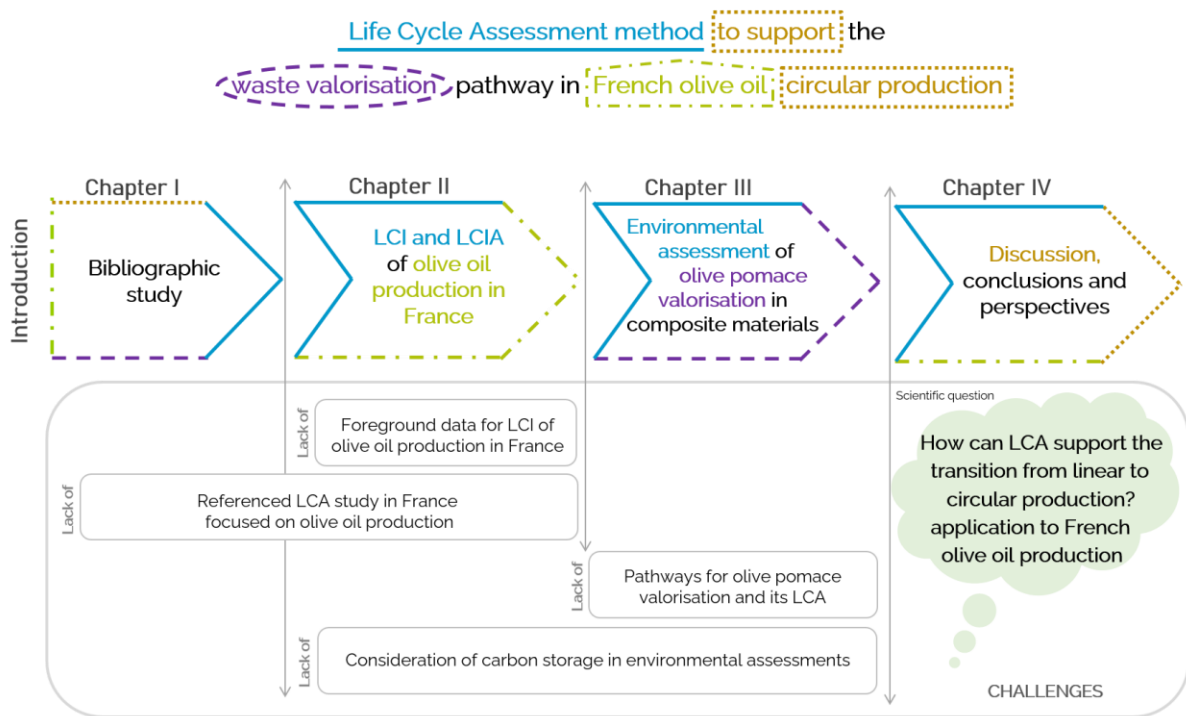 Life Cycle Assessment method to support the
waste valorisation pathway in French olive oil circular production
Introduction
Chapter I
Bibliographic
study
Chapter II
LCI and LCIA
of olive oil
production in
France
Chapter III
Environmental
assessment of
olive pomace
valorisation in
composite materials
Chapter IV
Discussion,
conclusions and
perspectives
Lack of
Foreground data for LCI of
olive oil production in France
Lack of
Referenced LCA study in France
focused on olive oil production
Lack of
Pathways for olive pomace
valorisation and its LCA
Lack of
Consideration of carbon storage in environmental assessments
Scientific question
How can LCA support the
transition from linear to
circular production?
application to French
olive oil production
CHALLENGES